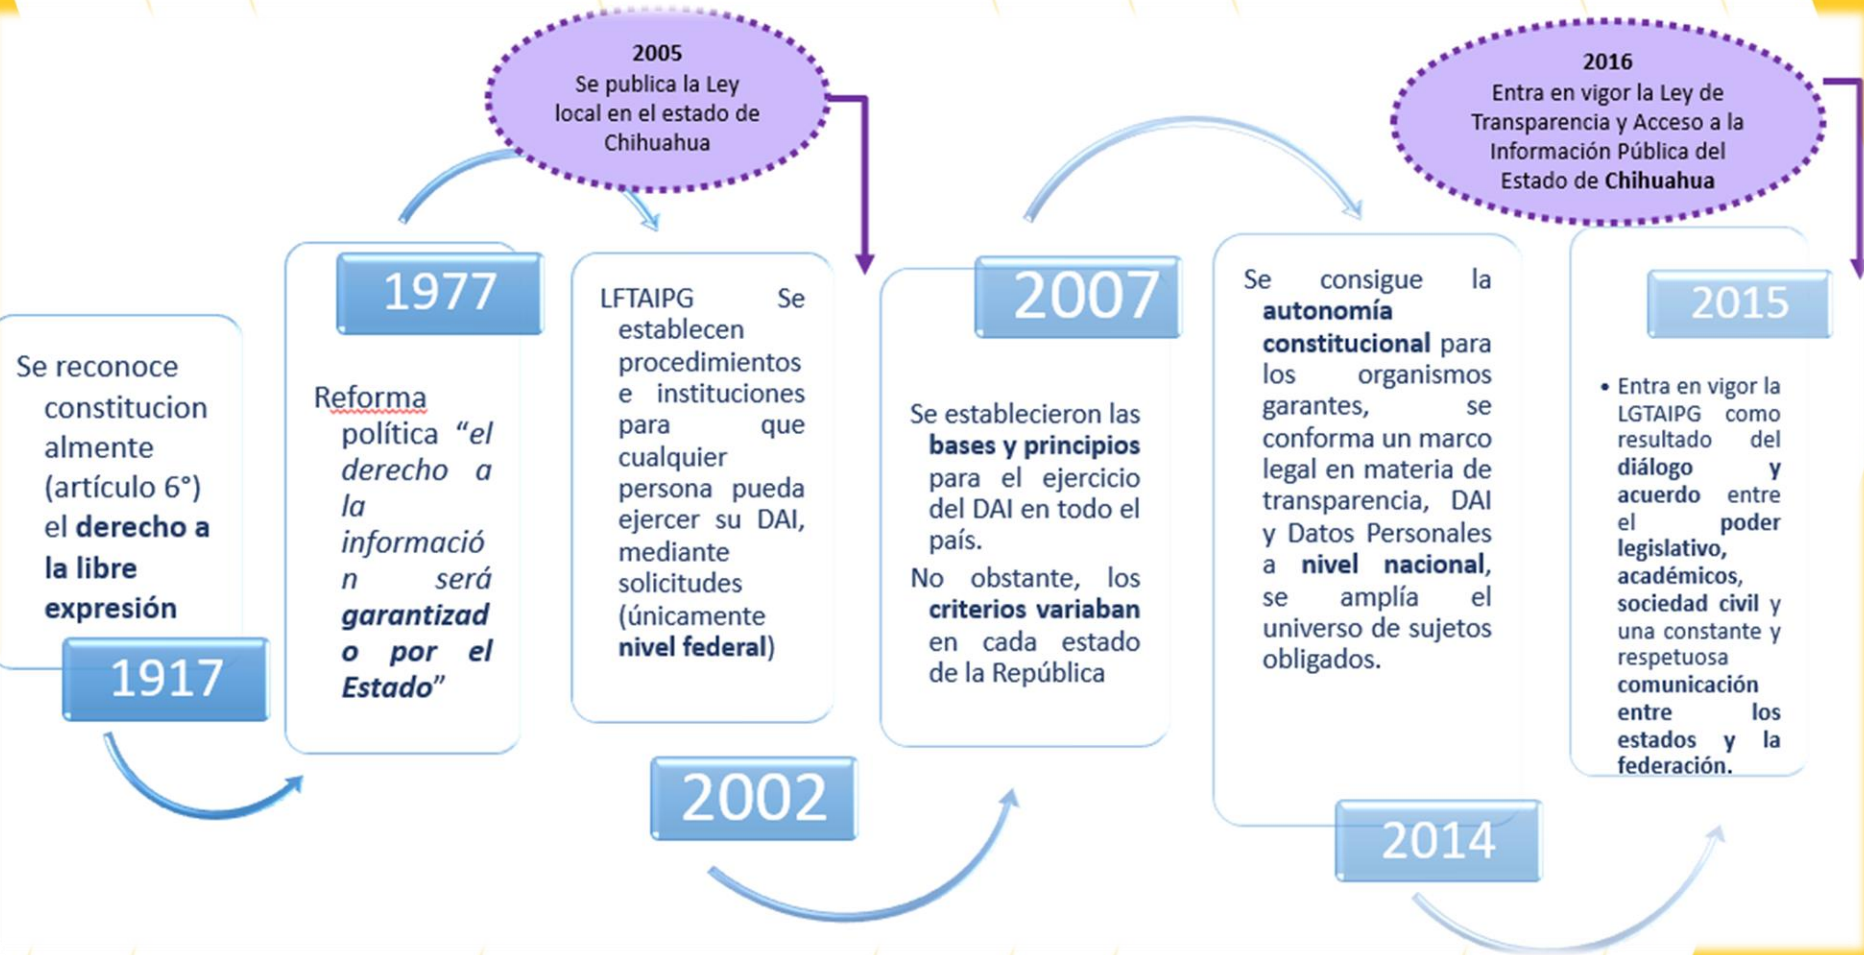 Se reconoce
constitucion
almente
(artículo 6°)
el derecho a
la libre
expresión
1917
1977
Reforma
política “el
derecho a
la
informació
n será
garantizad
o por el
Estado”
2005
Se publica la Ley
local en el estado de
Chihuahua
LFTAIPG Se
establecen
procedimientos
e instituciones
para que
cualquier
persona pueda
ejercer su DAI,
mediante
solicitudes
(únicamente
nivel federal)
2002
2007
Se establecieron las
bases y principios
para el ejercicio
del DAI en todo el
país.
No obstante, los
criterios variaban
en cada estado
de la República
Se consigue la
autonomía
constitucional para
los organismos
garantes, se
conforma un marco
legal en materia de
transparencia, DAI
y Datos Personales
a nivel nacional,
se amplía el
universo de sujetos
obligados.
2014
2016
Entra en vigor la Ley de
Transparencia y Acceso a la
Información Pública del
Estado de Chihuahua
2015
• Entra en vigor la
LGTAIPG como
resultado del
diálogo y
acuerdo entre
el poder
legislativo,
académicos,
sociedad civil y
una constante y
respetuosa
comunicación
entre los
estados y la
federación.